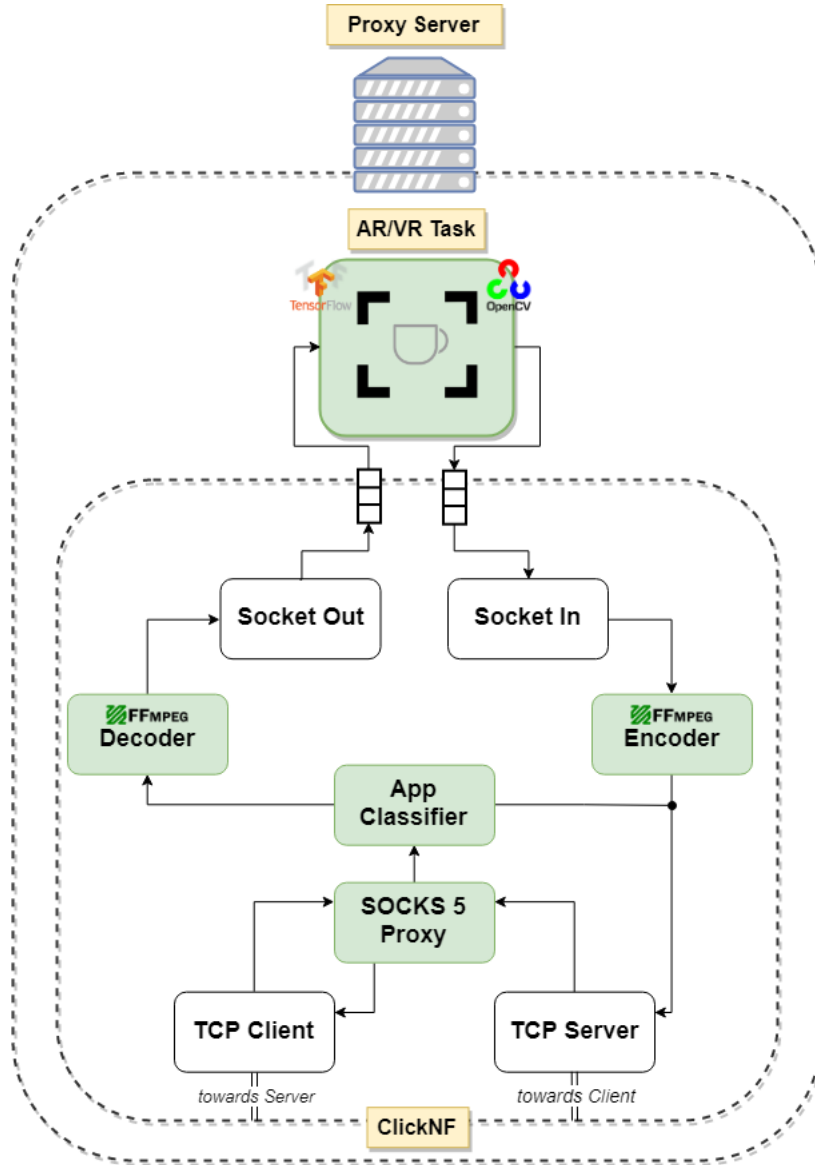 Proxy Server
AR/VR Task
TensorFlow
OpenCV
Socket Out
Socket In
FFMPEG
Decoder
FFMPEG
Encoder
App
Classifier
SOCKS 5
Proxy
TCP Client
TCP Server
towards Server
towards Client
ClickNF